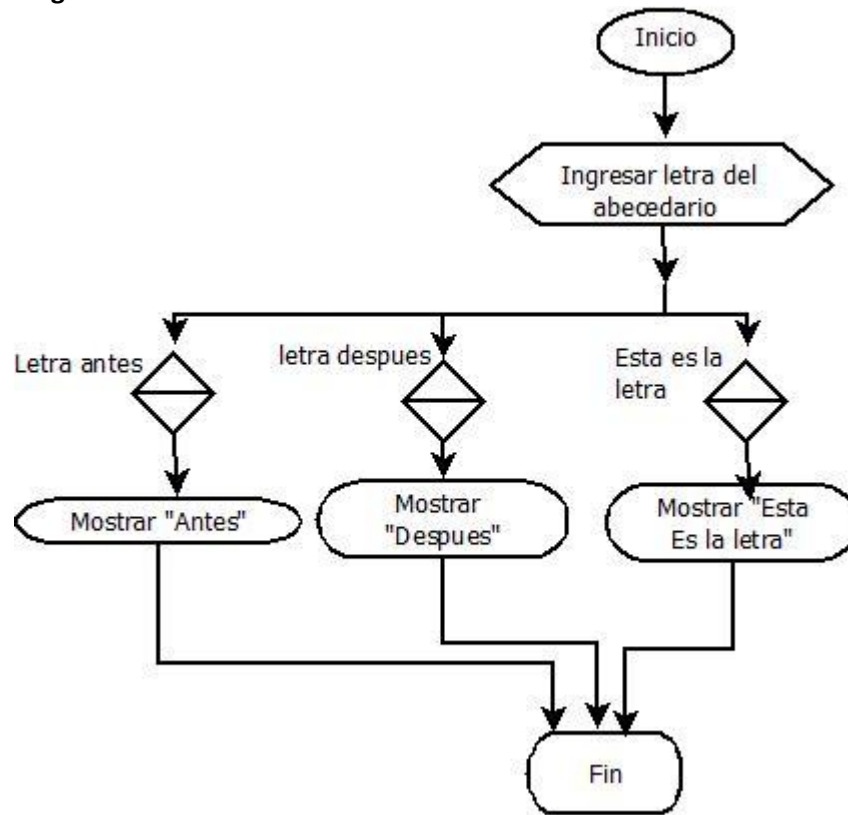 Inicio
Ingresar letra del
abecedario
Letra antes
letra despues
Esta es la
letra
Mostrar "Antes"
Mostrar
"Despues"
Mostrar "Esta
Es la letra"
Fin